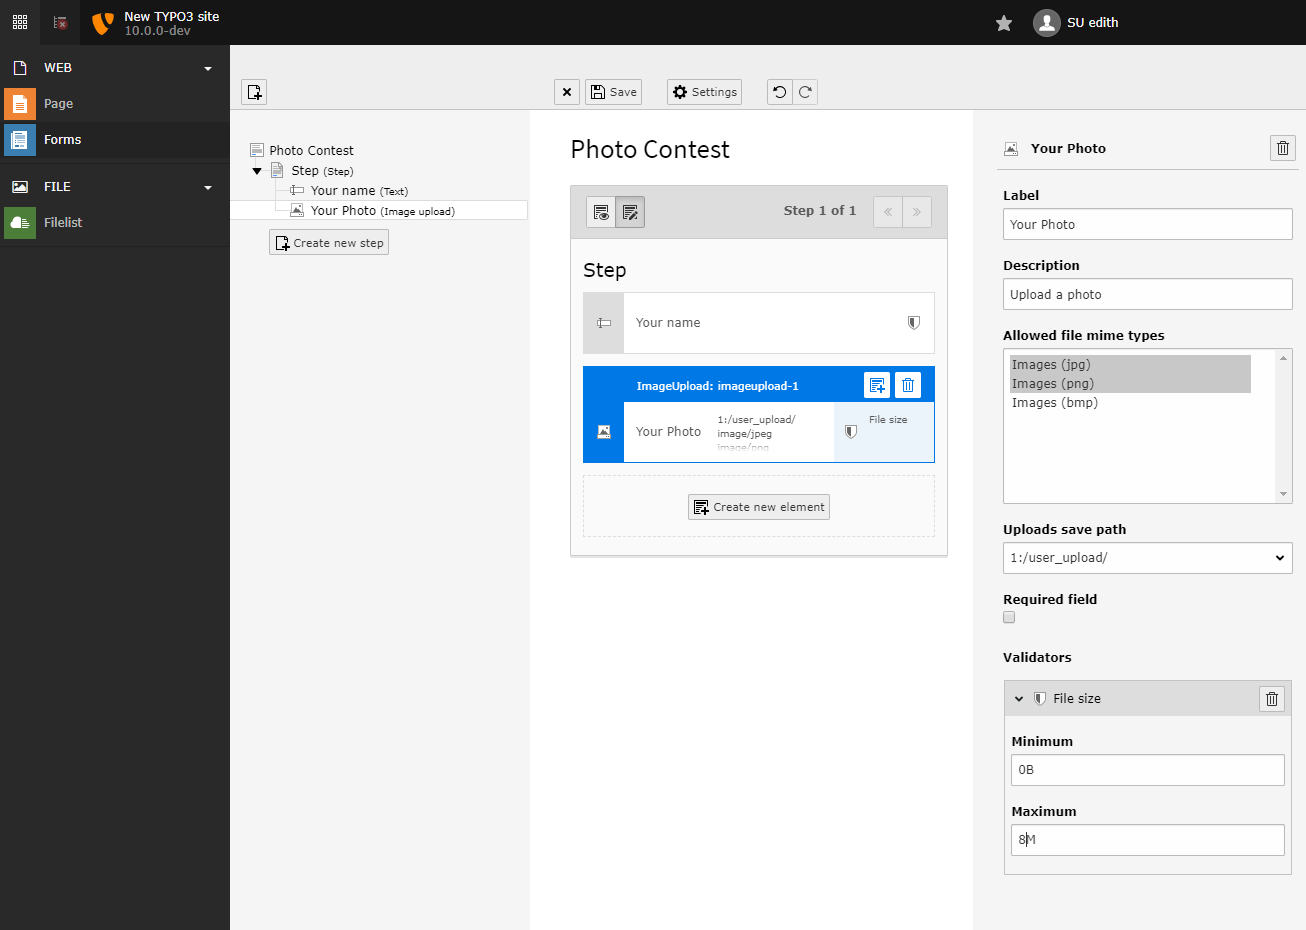 New TYPO3 site
10.0.0-dev
SU edith
WEB
Page
Forms
FILE
Filelist
Save
Settings
Photo Contest
Step (Step)
Your name (Text)
Your Photo (Image upload)
Create new step
Photo Contest
Step 1 of 1
Step
Your name
ImageUpload: imageupload-1
Your Photo
1:/user_upload/
image/jpeg
image/png
File size
Create new element
Your Photo
Label
Your Photo
Description
Upload a photo
Allowed file mime types
Images (jpg)
Images (png)
Images (bmp)
Uploads save path
1:/user_upload/
Required field
Validators
File size
Minimum
0B
Maximum
8M